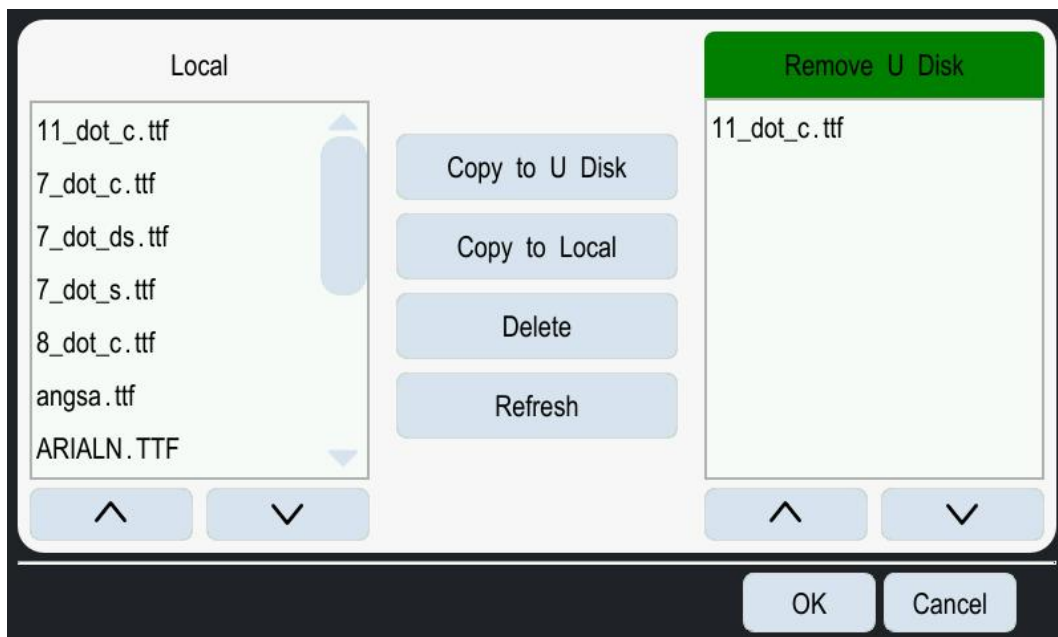 Local
11_dot_c.ttf
7_dot_c.ttf
7_dot_ds.ttf
7_dot_s.ttf
8_dot_c.ttf
angsa.ttf
ARIALN.TTF
Copy to U Disk
Copy to Local
Delete
Refresh
Remove U Disk
11_dot_c.ttf
OK
Cancel